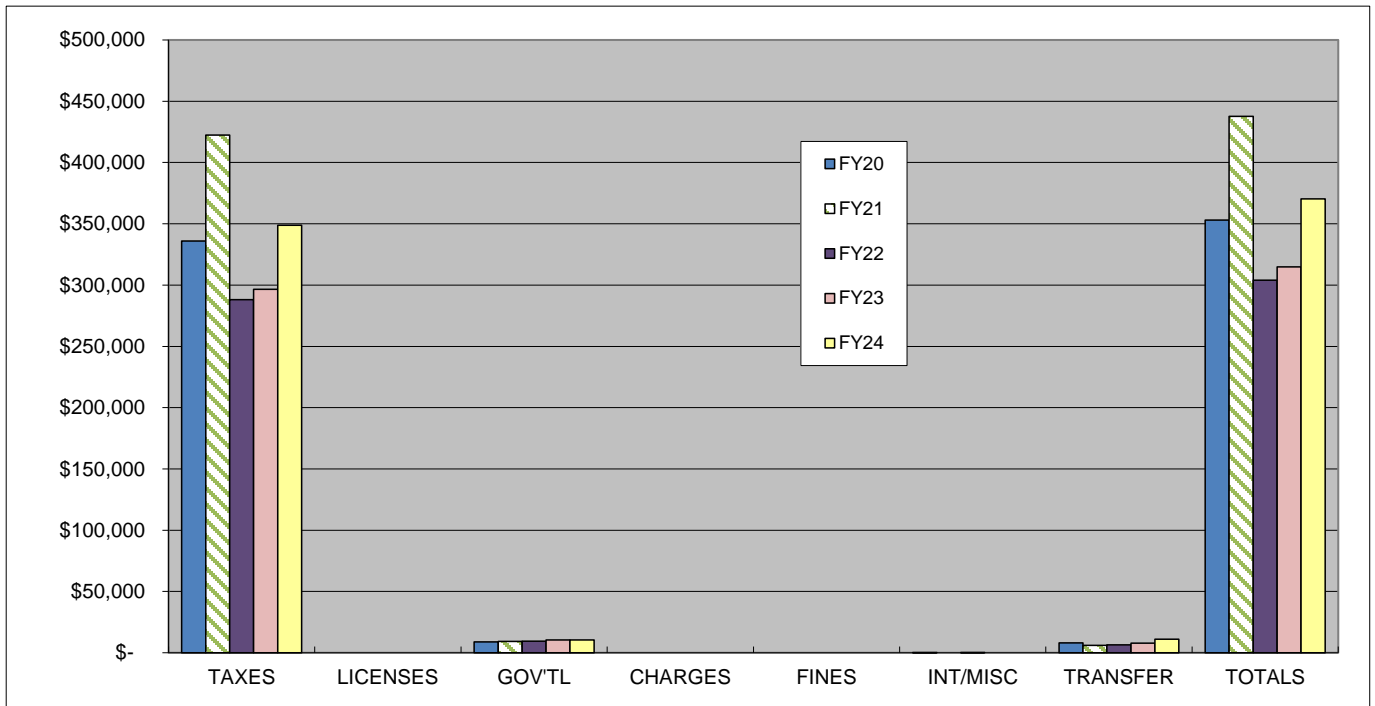 $500,000
$450,000
$400,000
$350,000
$300,000
$250,000
$200,000
$150,000
$100,000
$50,000
$-
FY20
FY21
FY22
FY23
FY24
TAXES LICENSES GOV'TL CHARGES FINES INT/MISC TRANSFER TOTALS